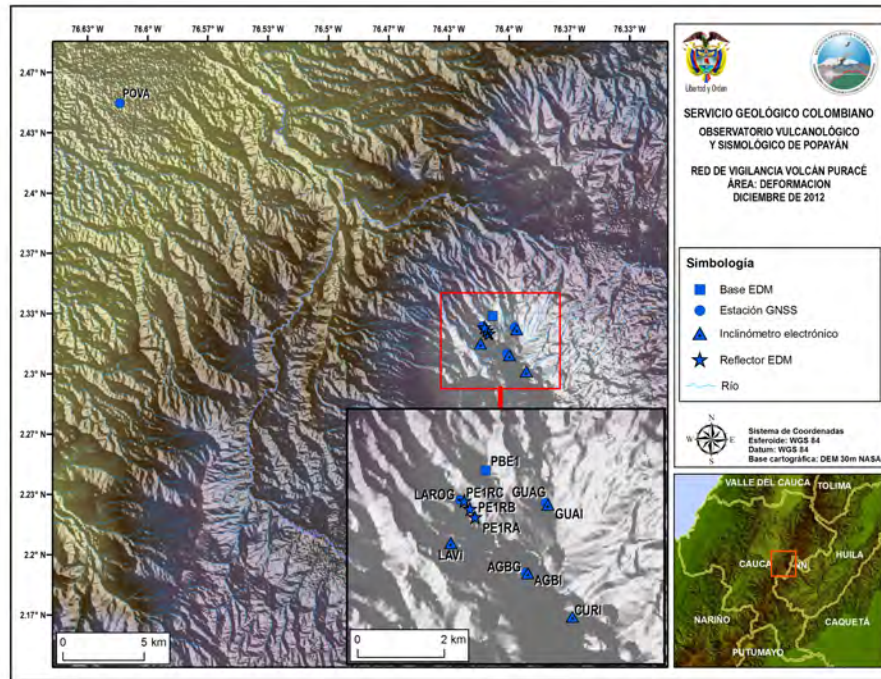 76.63° W 76.6° W 76.57° W 76.53° W 76.5° W 76.47° W 76.43° W 76.4° W 76.37° W 76.33° W
2.47° N
2.43° N
2.4° N
2.37° N
2.33° N
2.3° N
2.27° N
2.23° N
2.2° N
2.17° N
POVA
PBE1
LAROG PE1RC GUAG
PE1RB GUAI
PE1RA
LAVI
AGBG
AGBI
CURI
0 5 km
0 2 km
Libertad y Orden
SERVICIO GEOLÓGICO COLOMBIANO
OBSERVATORIO VULCANOLÓGICO
Y SISMOLÓGICO DE POPAYÁN
RED DE VIGILANCIA VOLCÁN PURACÉ
ÁREA: DEFORMACION
DICIEMBRE DE 2012
Simbología
Base EDM
Estación GNSS
Inclinómetro electrónico
Reflector EDM
Río
N
W E
S
Sistema de Coordenadas
Esferoide: WGS 84
Datum: WGS 84
Base cartográfica: DEM 30m NASA
VALLE DEL CAUCA TOLIMA
HUILA
CAUCA
NARIÑO
CAQUETÁ
PUTUMAYO